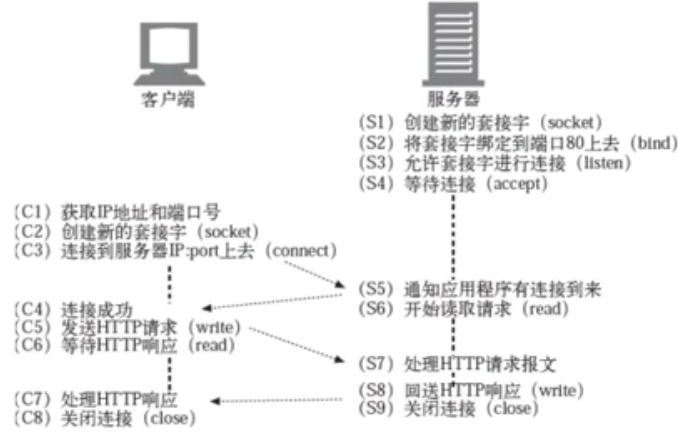 客户端
服务器
(S1) 创建新的套接字 (socket)
(S2) 将套接字绑定到端口80上去 (bind)
(S3) 允许套接字进行连接 (listen)
(S4) 等待连接 (accept)
(C1) 获取IP地址和端口号
(C2) 创建新的套接字 (socket)
(C3) 连接到服务器IP:port上去 (connect)
(S5) 通知应用程序有连接到来
(S6) 开始读取请求 (read)
(C4) 连接成功
(C5) 发送HTTP请求 (write)
(C6) 等待HTTP响应 (read)
(S7) 处理HTTP请求报文
(S8) 回送HTTP响应 (write)
(S9) 关闭连接 (close)
(C7) 处理HTTP响应
(C8) 关闭连接 (close)